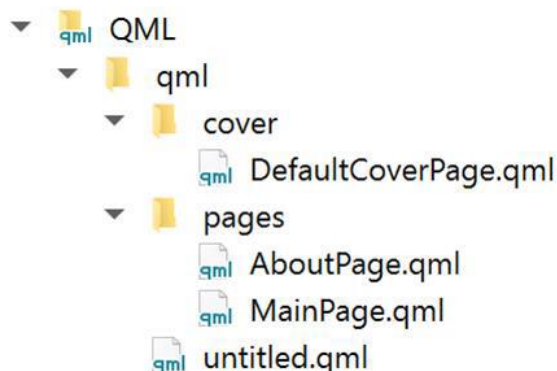 QML
qml
cover
DefaultCoverPage.qml
pages
AboutPage.qml
MainPage.qml
untitled.qml